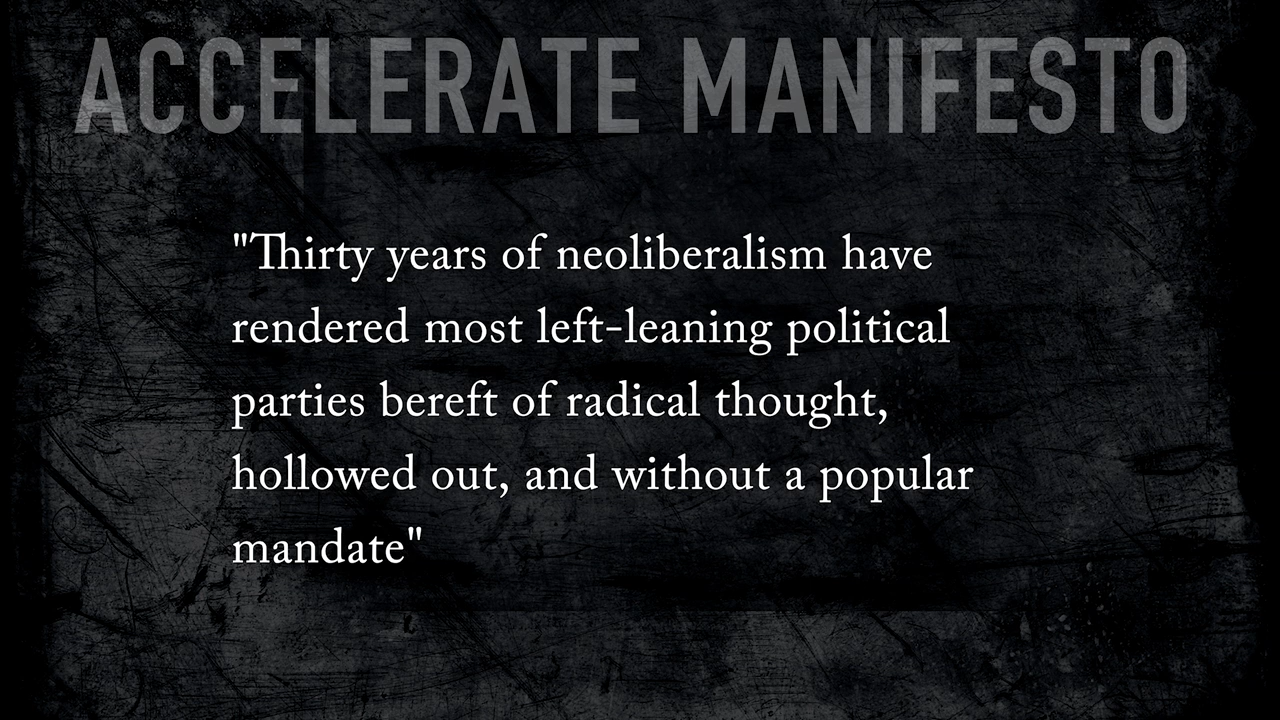 ACCELERATE MANIFESTO
"Thirty years of neoliberalism have
rendered most left-leaning political
parties bereft of radical thought,
hollowed out, and without a popular
mandate"